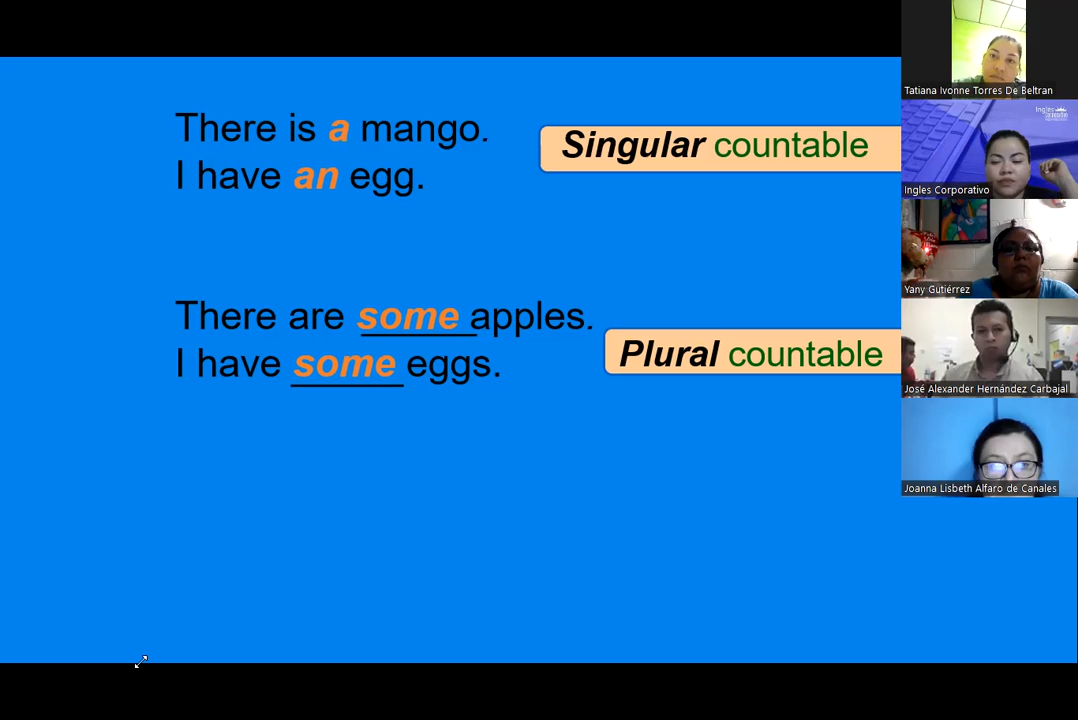 There is a mango.
I have an egg.
Singular countable
There are some apples.
I have some eggs.
Plural countable
Tatiana Ivonne Torres De Beltran
Ingles Corporativo
Yany Gutiérrez
José Alexander Hernández Carbajal
Joanna Lisbeth Alfaro de Canales